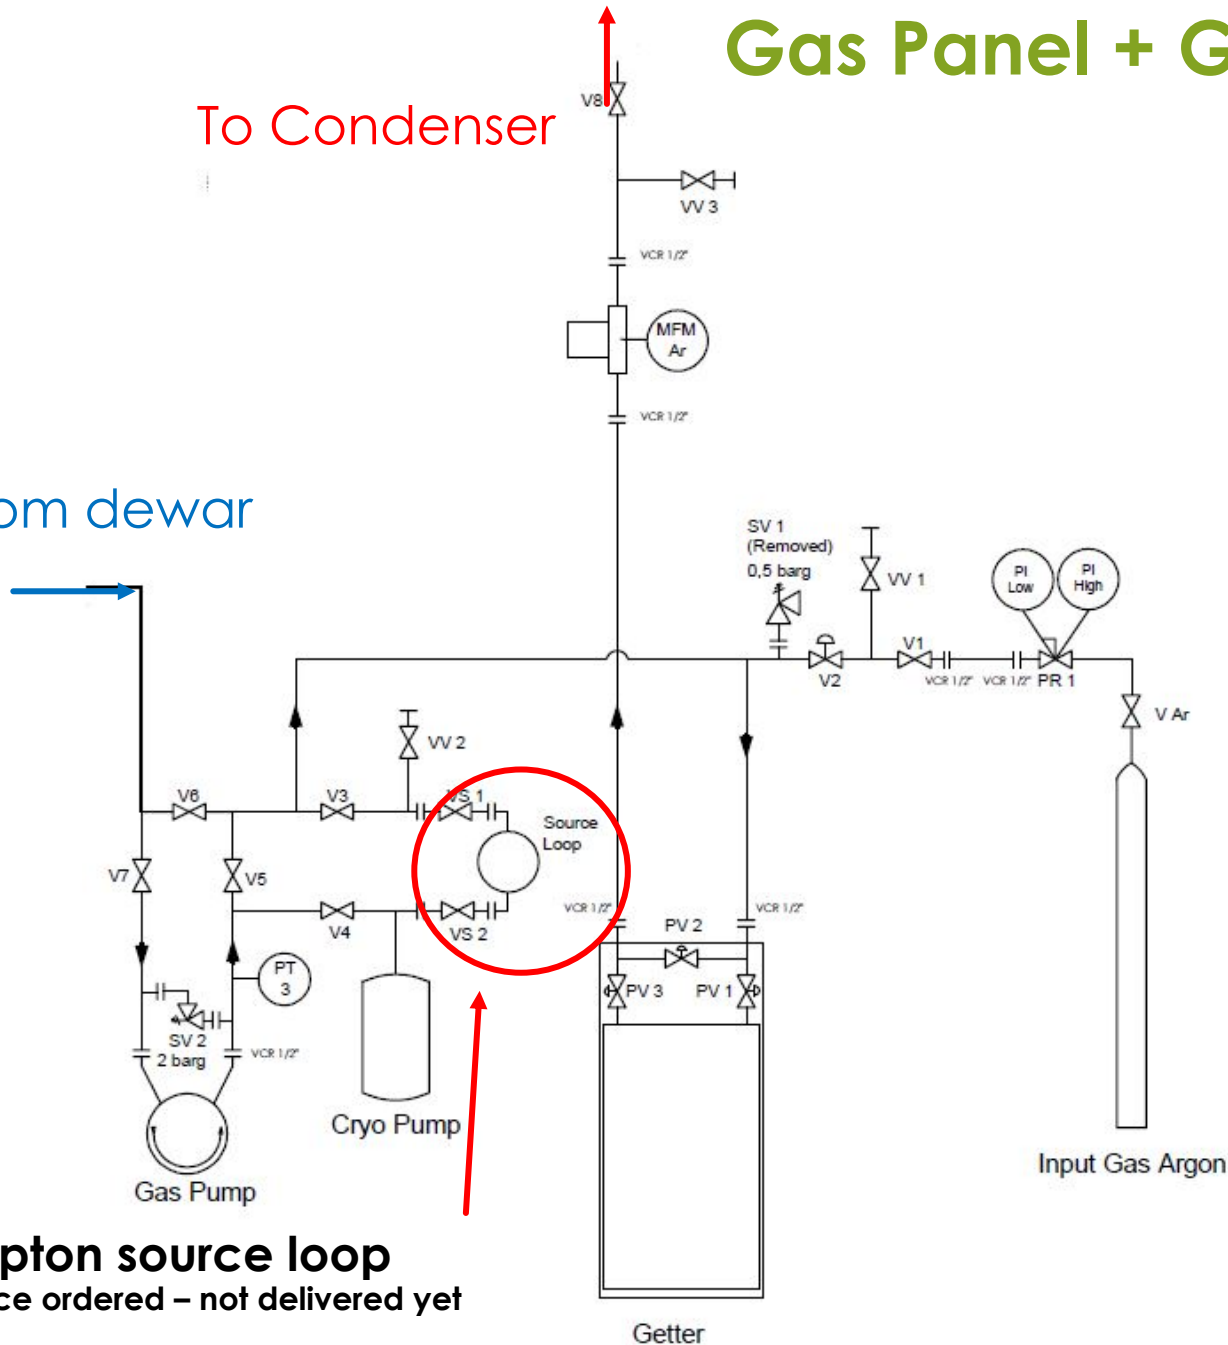 Gas Panel + G
V8
To Condenser
VV 3
VCR 1/2"
MFM
Ar
VCR 1/2"
om dewar
SV 1
(Removed)
0,5 barg
VV 1
PI
Low
PI
High
V1
V2
VCR 1/2"
VCR 1/2"
PR 1
V Ar
VV 2
V6
V3
VS 1
Source
Loop
V7
V5
V4
VS 2
VCR 1/2"
VCR 1/2"
PV 2
PT
3
PV 3
PV 1
SV 2
2 barg
VCR 1/2"
Cryo Pump
Gas Pump
Input Gas Argon
pton source loop
ce ordered – not delivered yet
Getter